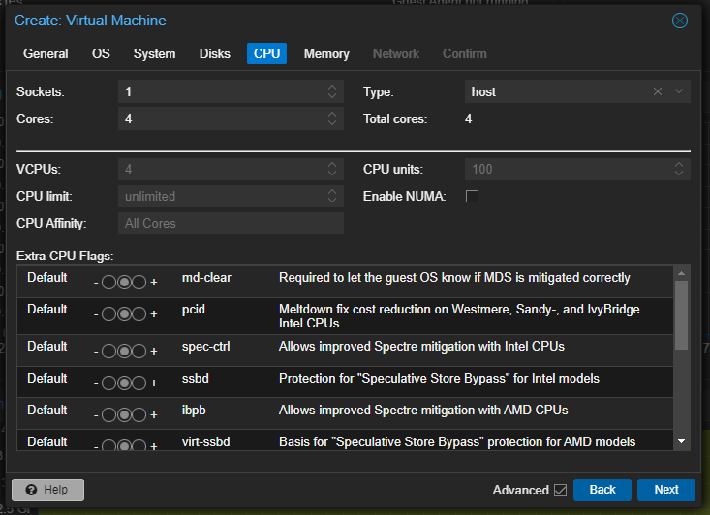 Guest Agent not running
Create: Virtual Machine
General OS System Disks CPU Memory Network Confirm
Sockets: 1 Type: host
Cores: 4 Total cores: 4
VCPUs: 4 CPU units: 100
CPU limit: unlimited Enable NUMA:
CPU Affinity: All Cores
Extra CPU Flags:
Default - + md-clear Required to let the guest OS know if MDS is mitigated correctly
Default - + pcid Meltdown fix cost reduction on Westmere, Sandy-, and IvyBridge
Intel CPUs
Default - + spec-ctrl Allows improved Spectre mitigation with Intel CPUs
Default - + ssbd Protection for "Speculative Store Bypass" for Intel models
Default - + ibpb Allows improved Spectre mitigation with AMD CPUs
Default - + virt-ssbd Basis for "Speculative Store Bypass" protection for AMD models
Help Advanced Back Next